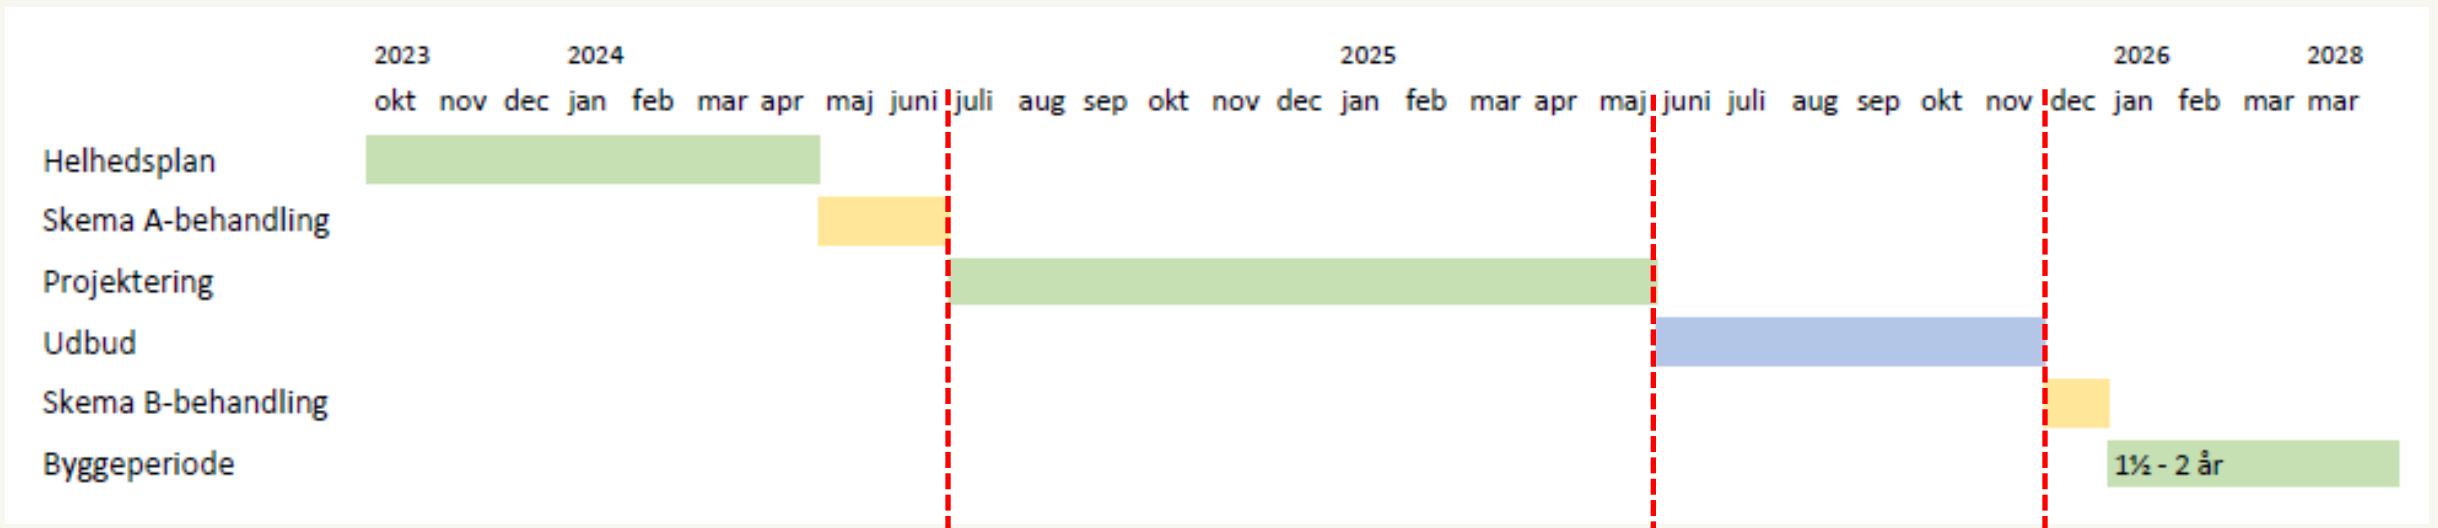 2023 2024 2025 2026 2028
okt nov dec jan feb mar apr maj juni juli aug sep okt nov dec jan feb mar apr maj juni juli aug sep okt nov dec jan feb mar mar
Helhedsplan
Skema A-behandling
Projektering
Udbud
Skema B-behandling
Byggeperiode 1½ - 2 år